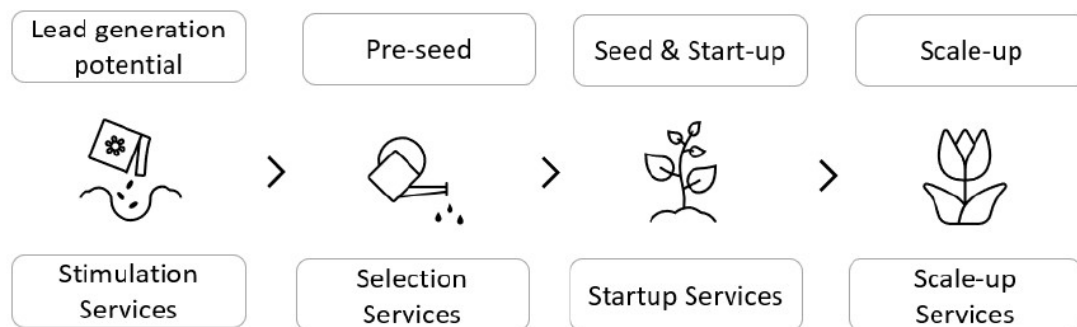 Lead generation
potential
Pre-seed
Seed & Start-up
Scale-up
Stimulation
Services
Selection
Services
Startup Services
Scale-up
Services